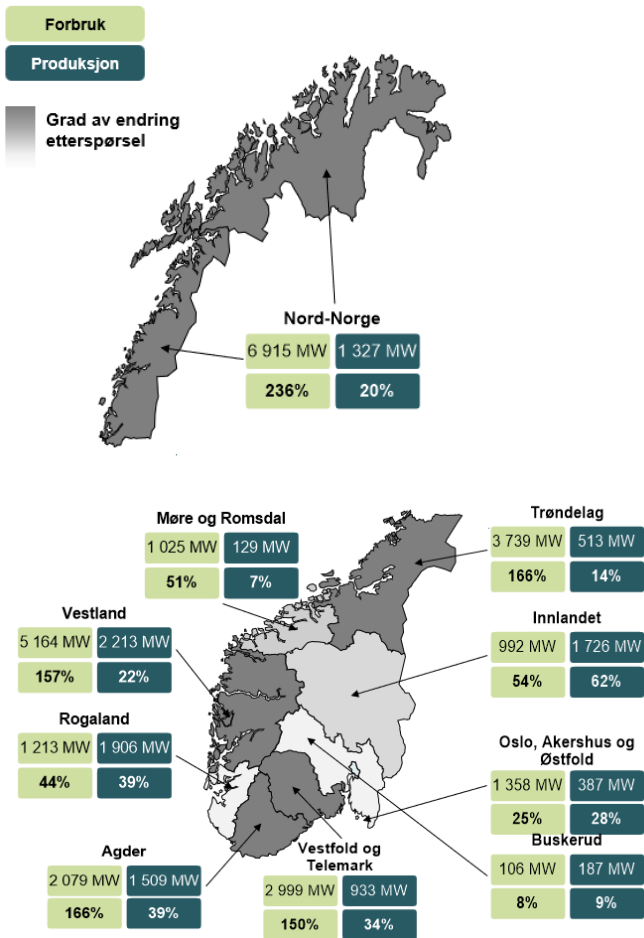 Forbruk
Produksjon
Grad av endring
etterspørsel
Nord-Norge
6 915 MW 1 327 MW
236% 20%
Møre og Romsdal
1 025 MW 129 MW
51% 7%
Trøndelag
3 739 MW 513 MW
166% 14%
Vestland
5 164 MW 2 213 MW
157% 22%
Innlandet
992 MW 1 726 MW
54% 62%
Rogaland
1 213 MW 1 906 MW
44% 39%
Oslo, Akershus og
Østfold
1 358 MW 387 MW
25% 28%
Agder
2 079 MW 1 509 MW
166% 39%
Vestfold og
Telemark
2 999 MW 933 MW
150% 34%
Buskerud
106 MW 187 MW
8% 9%